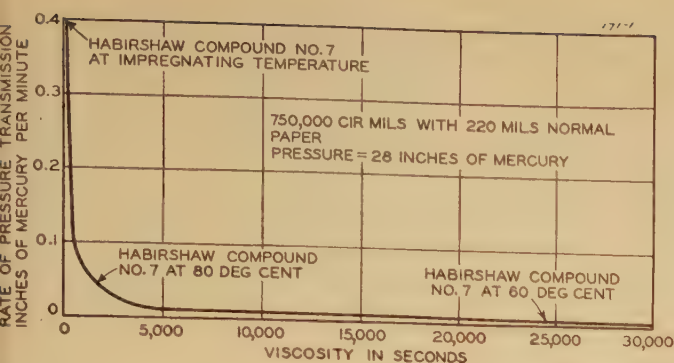 1717-1
RATE OF PRESSURE TRANSMISSION
INCHES OF MERCURY PER MINUTE
0.4
0.3
0.2
0.1
0
HABIRSHAW COMPOUND NO. 7
AT IMPREGNATING TEMPERATURE
750,000 CIR MILS WITH 220 MILS NORMAL
PAPER
PRESSURE = 28 INCHES OF MERCURY
HABIRSHAW COMPOUND
NO. 7 AT 80 DEG CENT
HABIRSHAW COMPOUND
NO. 7 AT 60 DEG CENT
0 5,000 10,000 15,000 20,000 25,000 30,000
VISCOSITY IN SECONDS